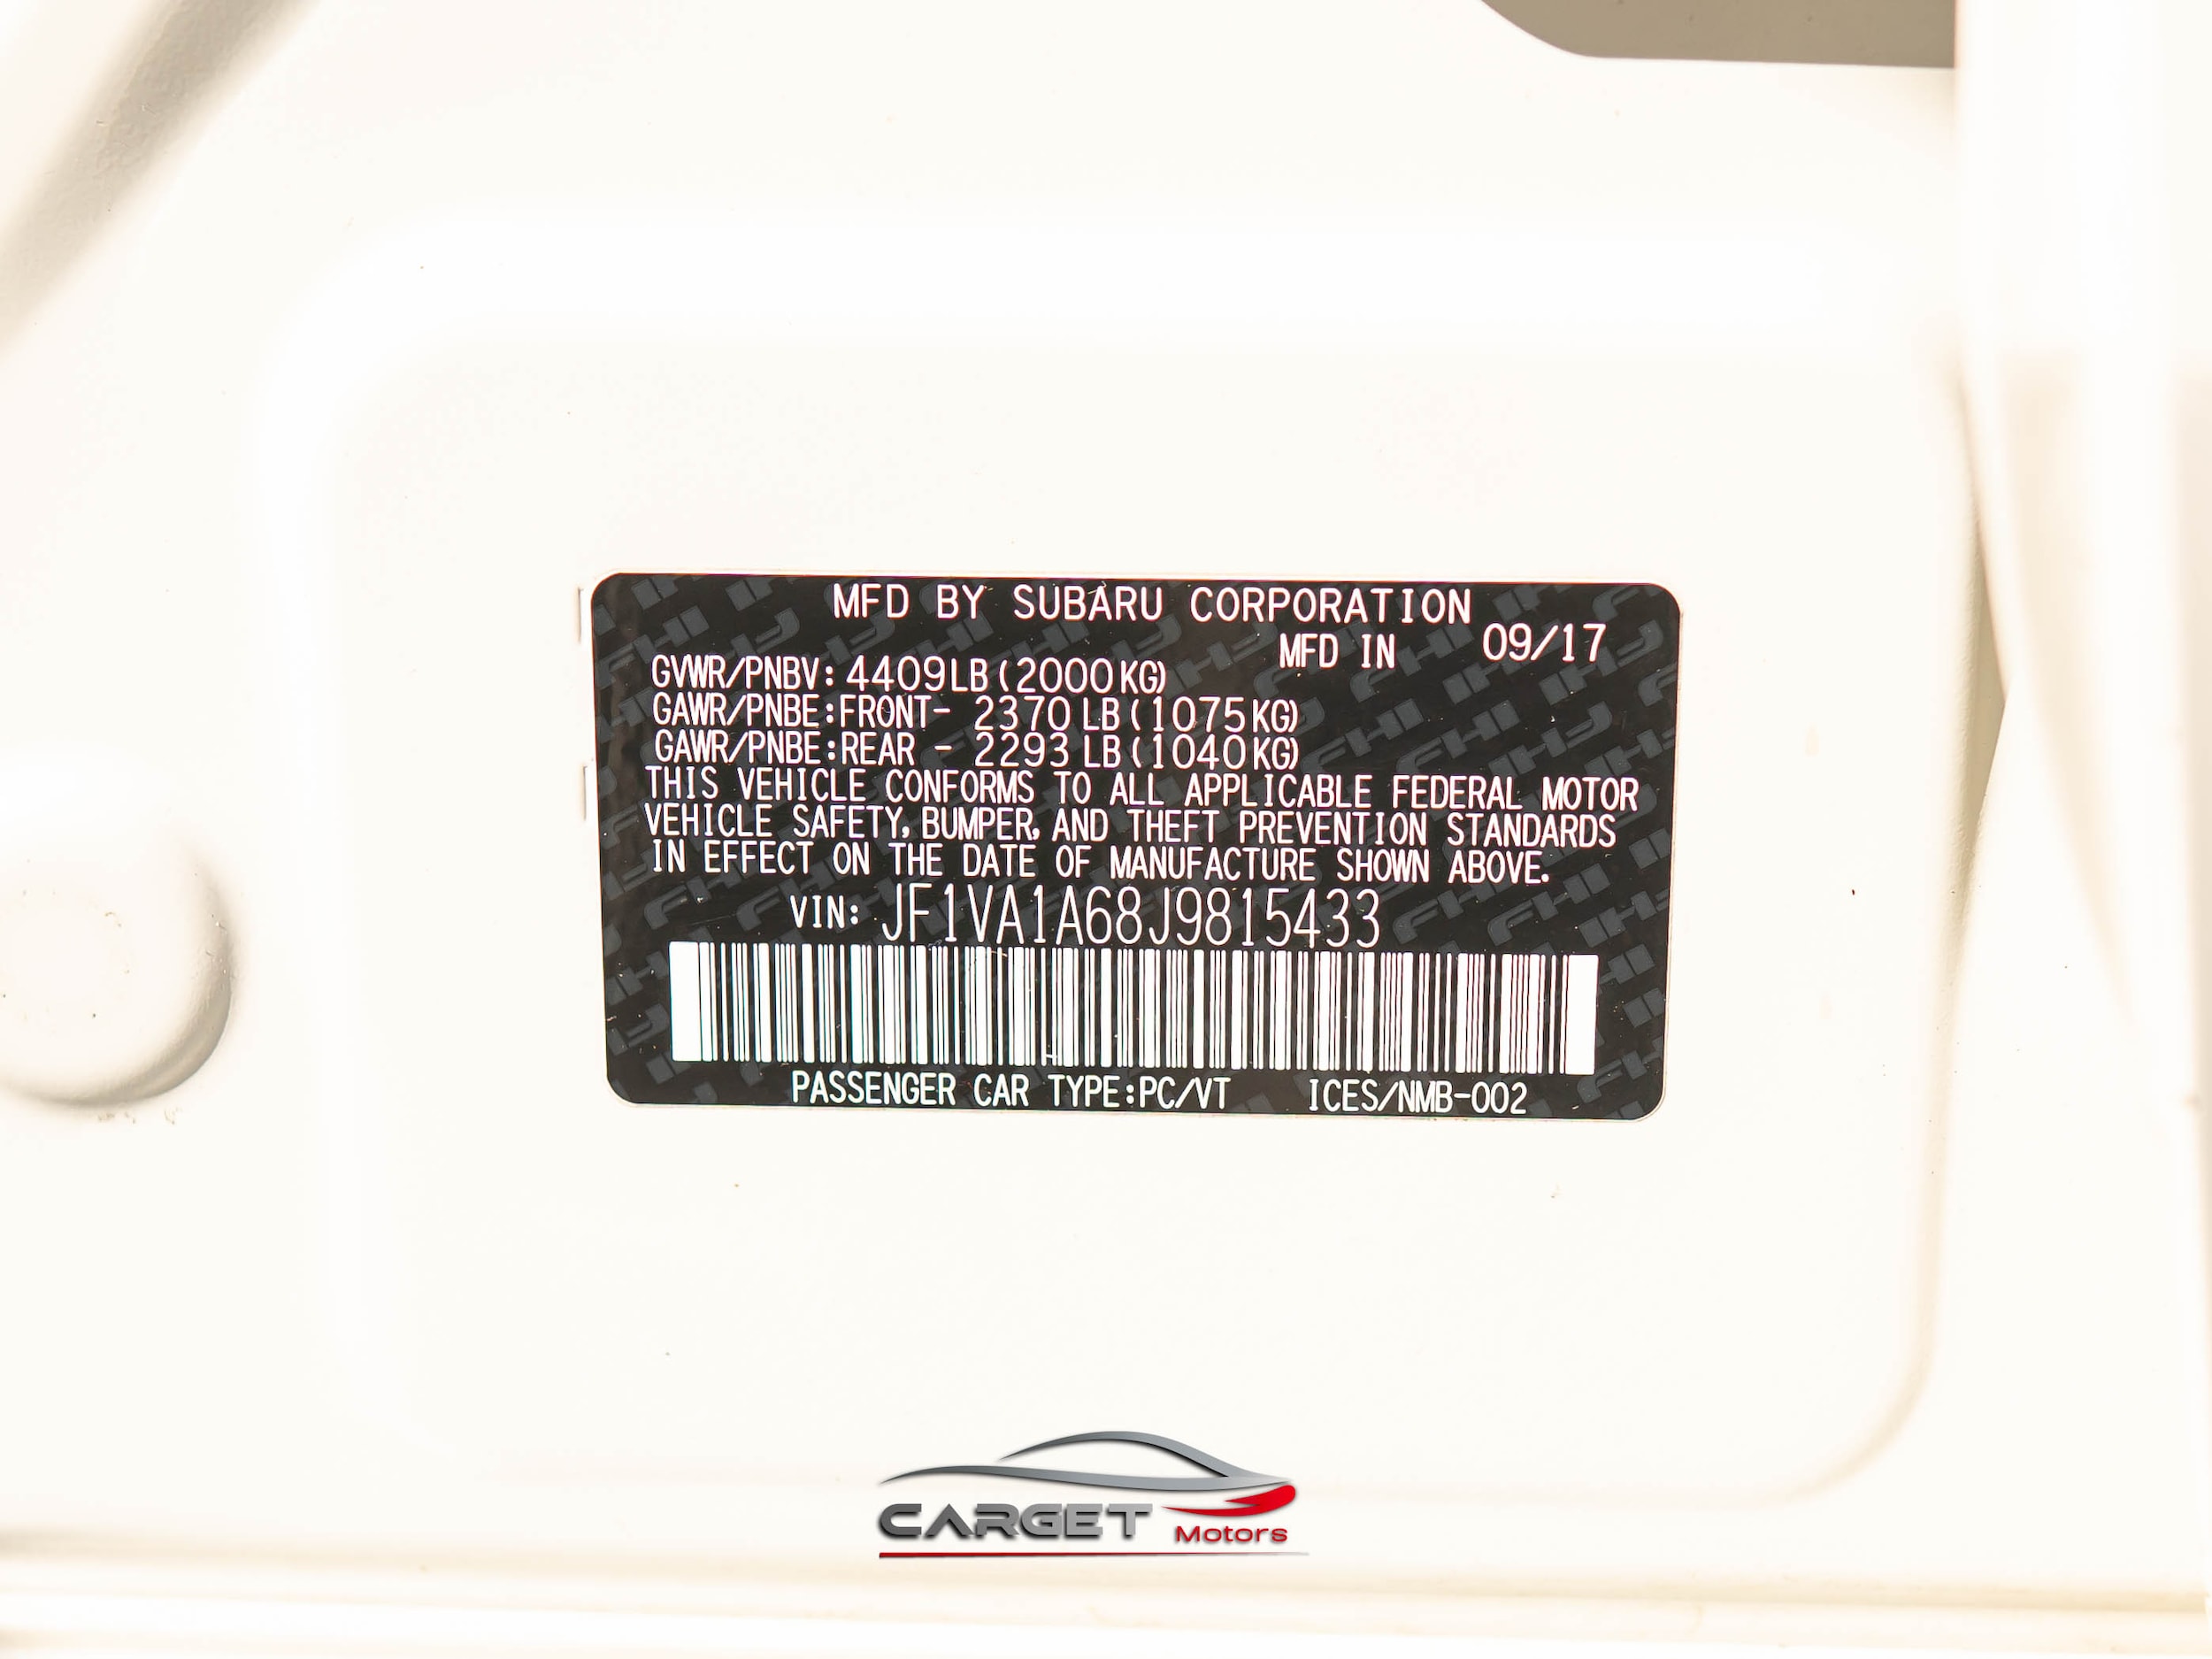 MFD BY SUBARU CORPORATION
MFD IN 09/17
GVWR/PNBV: 4409LB (2000KG)
GAWR/PNBE:FRONT- 2370 LB (1075KG)
GAWR/PNBE:REAR - 2293 LB (1040KG)
THIS VEHICLE CONFORMS TO ALL APPLICABLE FEDERAL MOTOR
VEHICLE SAFETY, BUMPER, AND THEFT PREVENTION STANDARDS
IN EFFECT ON THE DATE OF MANUFACTURE SHOWN ABOVE.
VIN: JF1VA1A68J9815433
PASSENGER CAR TYPE:PC/VT ICES/NMB-002
CARGET
Motors